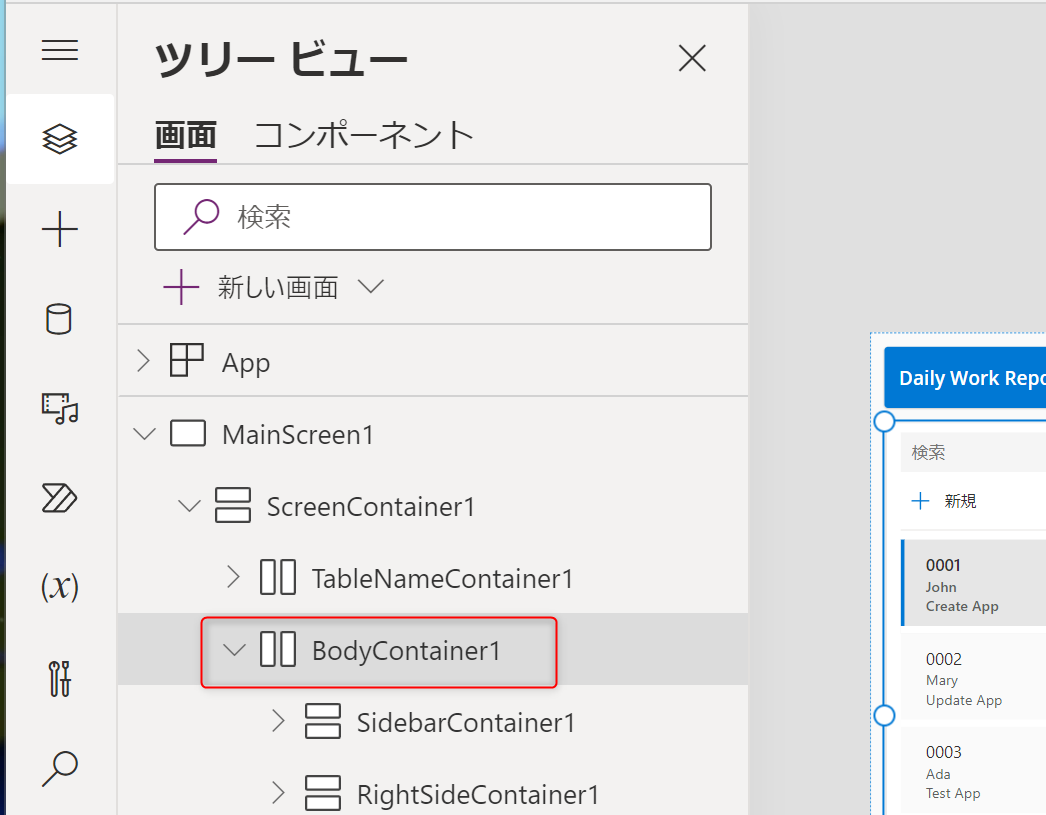 ツリー ビュー
画面 コンポーネント
検索
新しい画面
App
MainScreen1
ScreenContainer1
TableNameContainer1
BodyContainer1
SidebarContainer1
RightSideContainer1
(x)
Daily Work Repo
検索
新規
0001
John
Create App
0002
Mary
Update App
0003
Ada
Test App